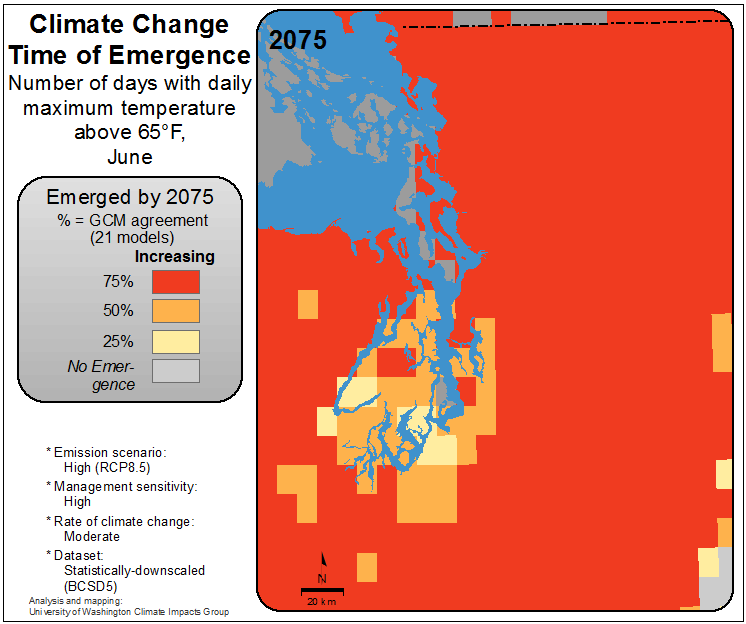 Climate Change
Time of Emergence
Number of days with daily
maximum temperature
above 65°F,
June
Emerged by 2075
% = GCM agreement
(21 models)
Increasing
75%
50%
25%
No Emer-
gence
* Emission scenario:
High (RCP8.5)
* Management sensitivity:
High
* Rate of climate change:
Moderate
* Dataset:
Statistically-downscaled
(BCSD5)
Analysis and mapping:
University of Washington Climate Impacts Group
2075
N
20 km